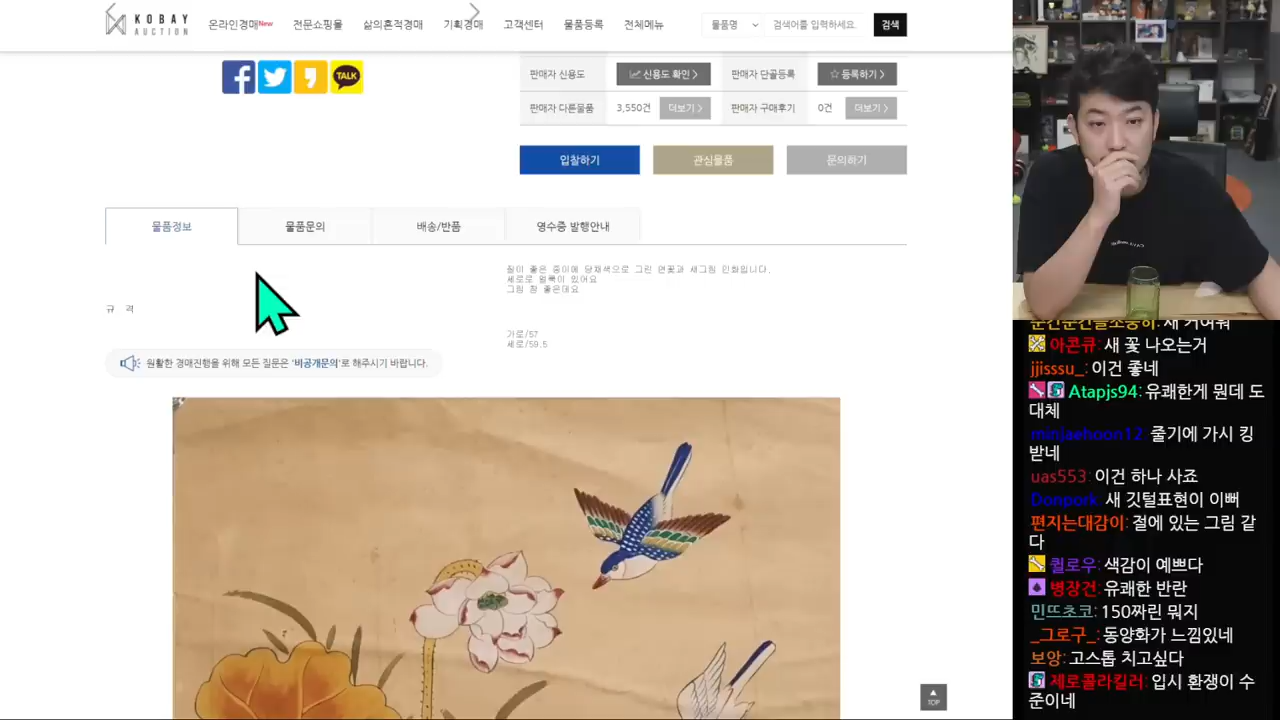 KOBAY
AUCTION
온라인경매New 전문쇼핑몰 삶의흔적경매 기획경매 고객센터 물품등록 전체메뉴 물품명 검색어를 입력하세요. 검색
TALK
판매자 신용도 신용도 확인 > 판매자 단골등록 ☆ 등록하기 >
판매자 다른물품 3,550건 더보기 > 판매자 구매후기 0건 더보기 >
입찰하기 관심물품 문의하기
물품정보 물품문의 배송/반품 영수증 발행안내
질이 좋은 종이에 당채색으로 그린 연꽃과 새그림 민화입니다.
세로로 얼룩이 있어요
그림 참 좋은데요
규 격
가로/57
세로/59.5
원활한 경매진행을 위해 모든 질문은 '비공개문의'로 해주시기 바랍니다.
TOP
새 거여워
아콘큐: 새 꽃 나오는거
jjisssu_: 이건 좋네
Atapjs94: 유쾌한게 뭔데 도
대체
minjaehoon12: 줄기에 가시 킹
받네
uas553: 이건 하나 사죠
Donpork: 새 깃털표현이 이뻐
편지는대감이: 절에 있는 그림 같
다
퀼로우: 색감이 예쁘다
병장건: 유쾌한 반란
민뜨초코: 150짜린 뭐지
_그로구_: 동양화가 느낌있네
보앙: 고스톱 치고싶다
제로콜라킬러: 입시 환쟁이 수
준이네